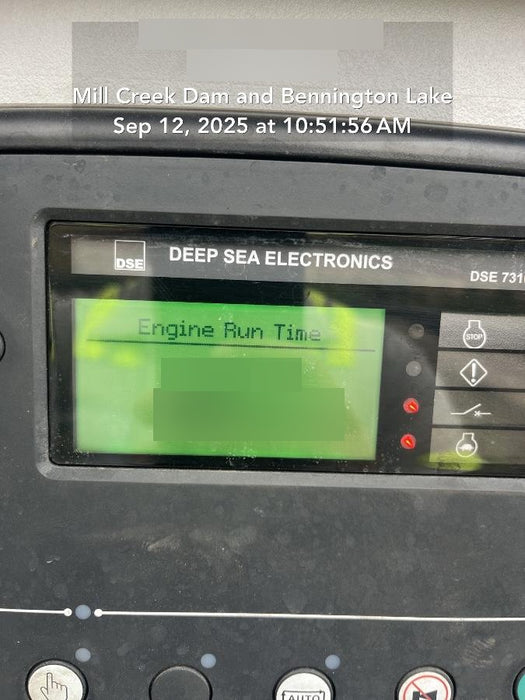 Mill Creek Dam and Bennington Lake
Sep 12, 2025 at 10:51:56 AM
DSE
DEEP SEA ELECTRONICS
DSE 731
Engine Run Time
STOP
AUTO